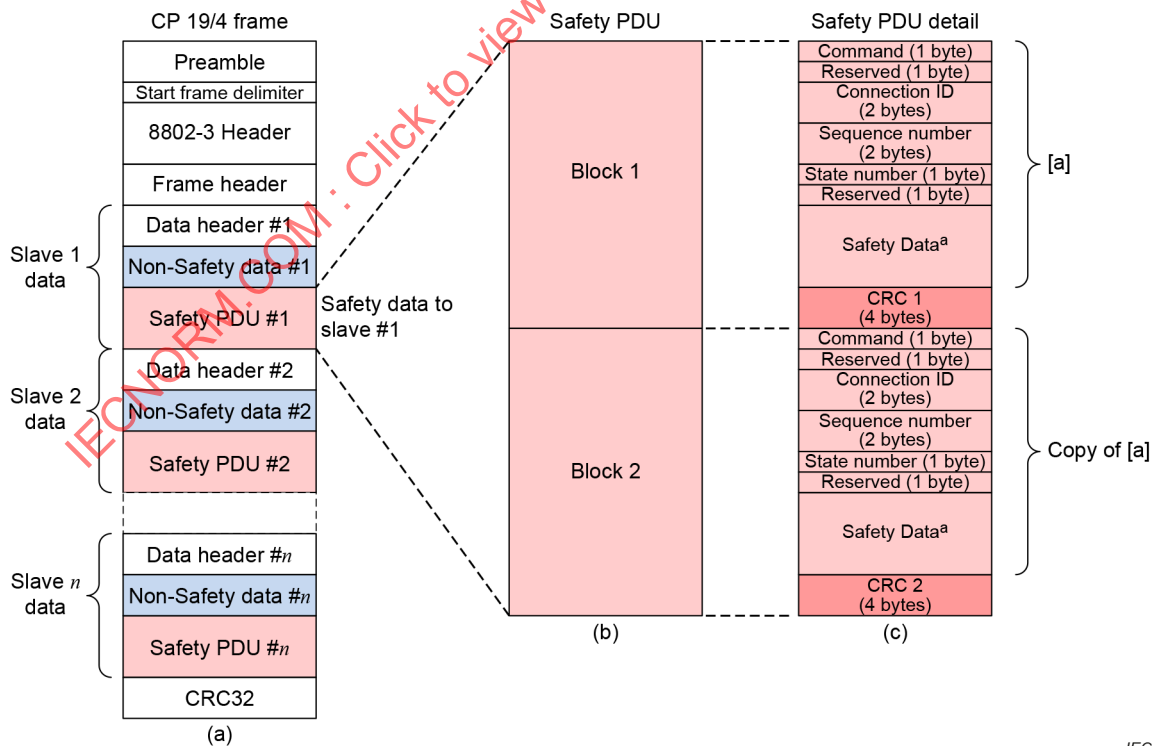 CP 19/4 frame
Preamble
Start frame delimiter
8802-3 Header
Frame header
Slave 1
data
Data header #1
Non-Safety data #1
Safety PDU #1
Safety data to
slave #1
Slave 2
data
Data header #2
Non-Safety data #2
Safety PDU #2
Slave n
data
Data header #n
Non-Safety data #n
Safety PDU #n
CRC32
(a)
Safety PDU
Block 1
Block 2
(b)
Safety PDU detail
Command (1 byte)
Reserved (1 byte)
Connection ID
(2 bytes)
Sequence number
(2 bytes)
State number (1 byte)
Reserved (1 byte)
Safety Dataᵃ
CRC 1
(4 bytes)
[a]
Command (1 byte)
Reserved (1 byte)
Connection ID
(2 bytes)
Sequence number
(2 bytes)
State number (1 byte)
Reserved (1 byte)
Safety Dataᵃ
CRC 2
(4 bytes)
Copy of [a]
(c)
IECNORM.COM : Click to view